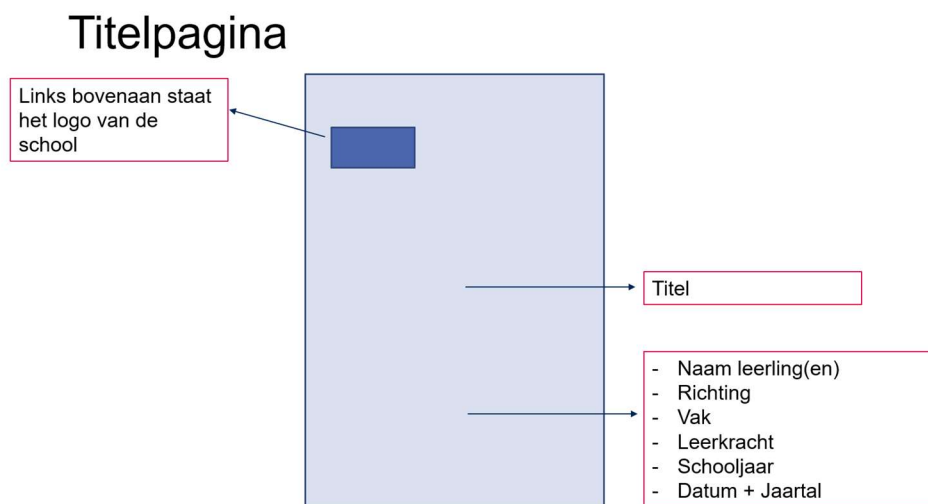 Titelpagina
Links bovenaan staat
het logo van de
school
Titel
- Naam leerling(en)
- Richting
- Vak
- Leerkracht
- Schooljaar
- Datum + Jaartal